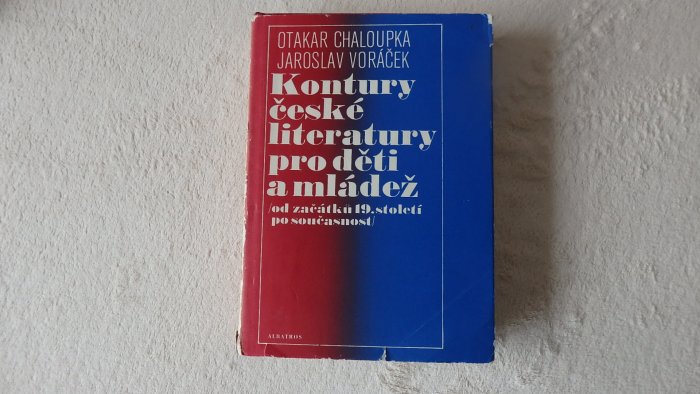 OTAKAR CHALOUPKA
JAROSLAV VORÁČEK
Kontury
české
literatury
pro děti
a mládež
/od začátků 19. století
po současnost/
ALBATROS